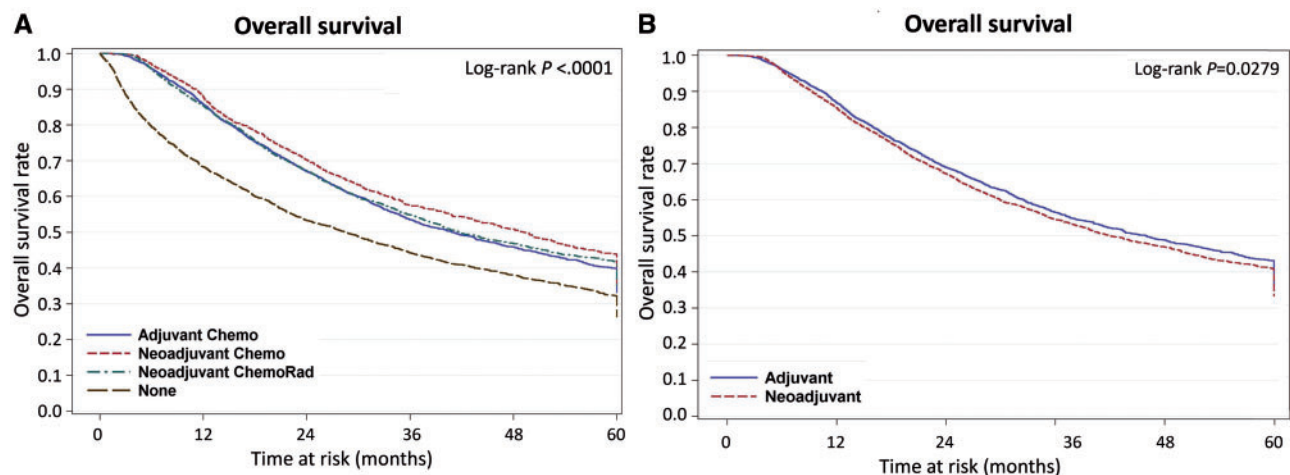 A
Overall survival
Log-rank P <.0001
Overall survival rate
1.0
0.9
0.8
0.7
0.6
0.5
0.4
0.3
0.2
0.1
0.0
Adjuvant Chemo
Neoadjuvant Chemo
Neoadjuvant ChemoRad
None
0 12 24 36 48 60
Time at risk (months)
B
Overall survival
Log-rank P=0.0279
Overall survival rate
1.0
0.9
0.8
0.7
0.6
0.5
0.4
0.3
0.2
0.1
0.0
Adjuvant
Neoadjuvant
0 12 24 36 48 60
Time at risk (months)